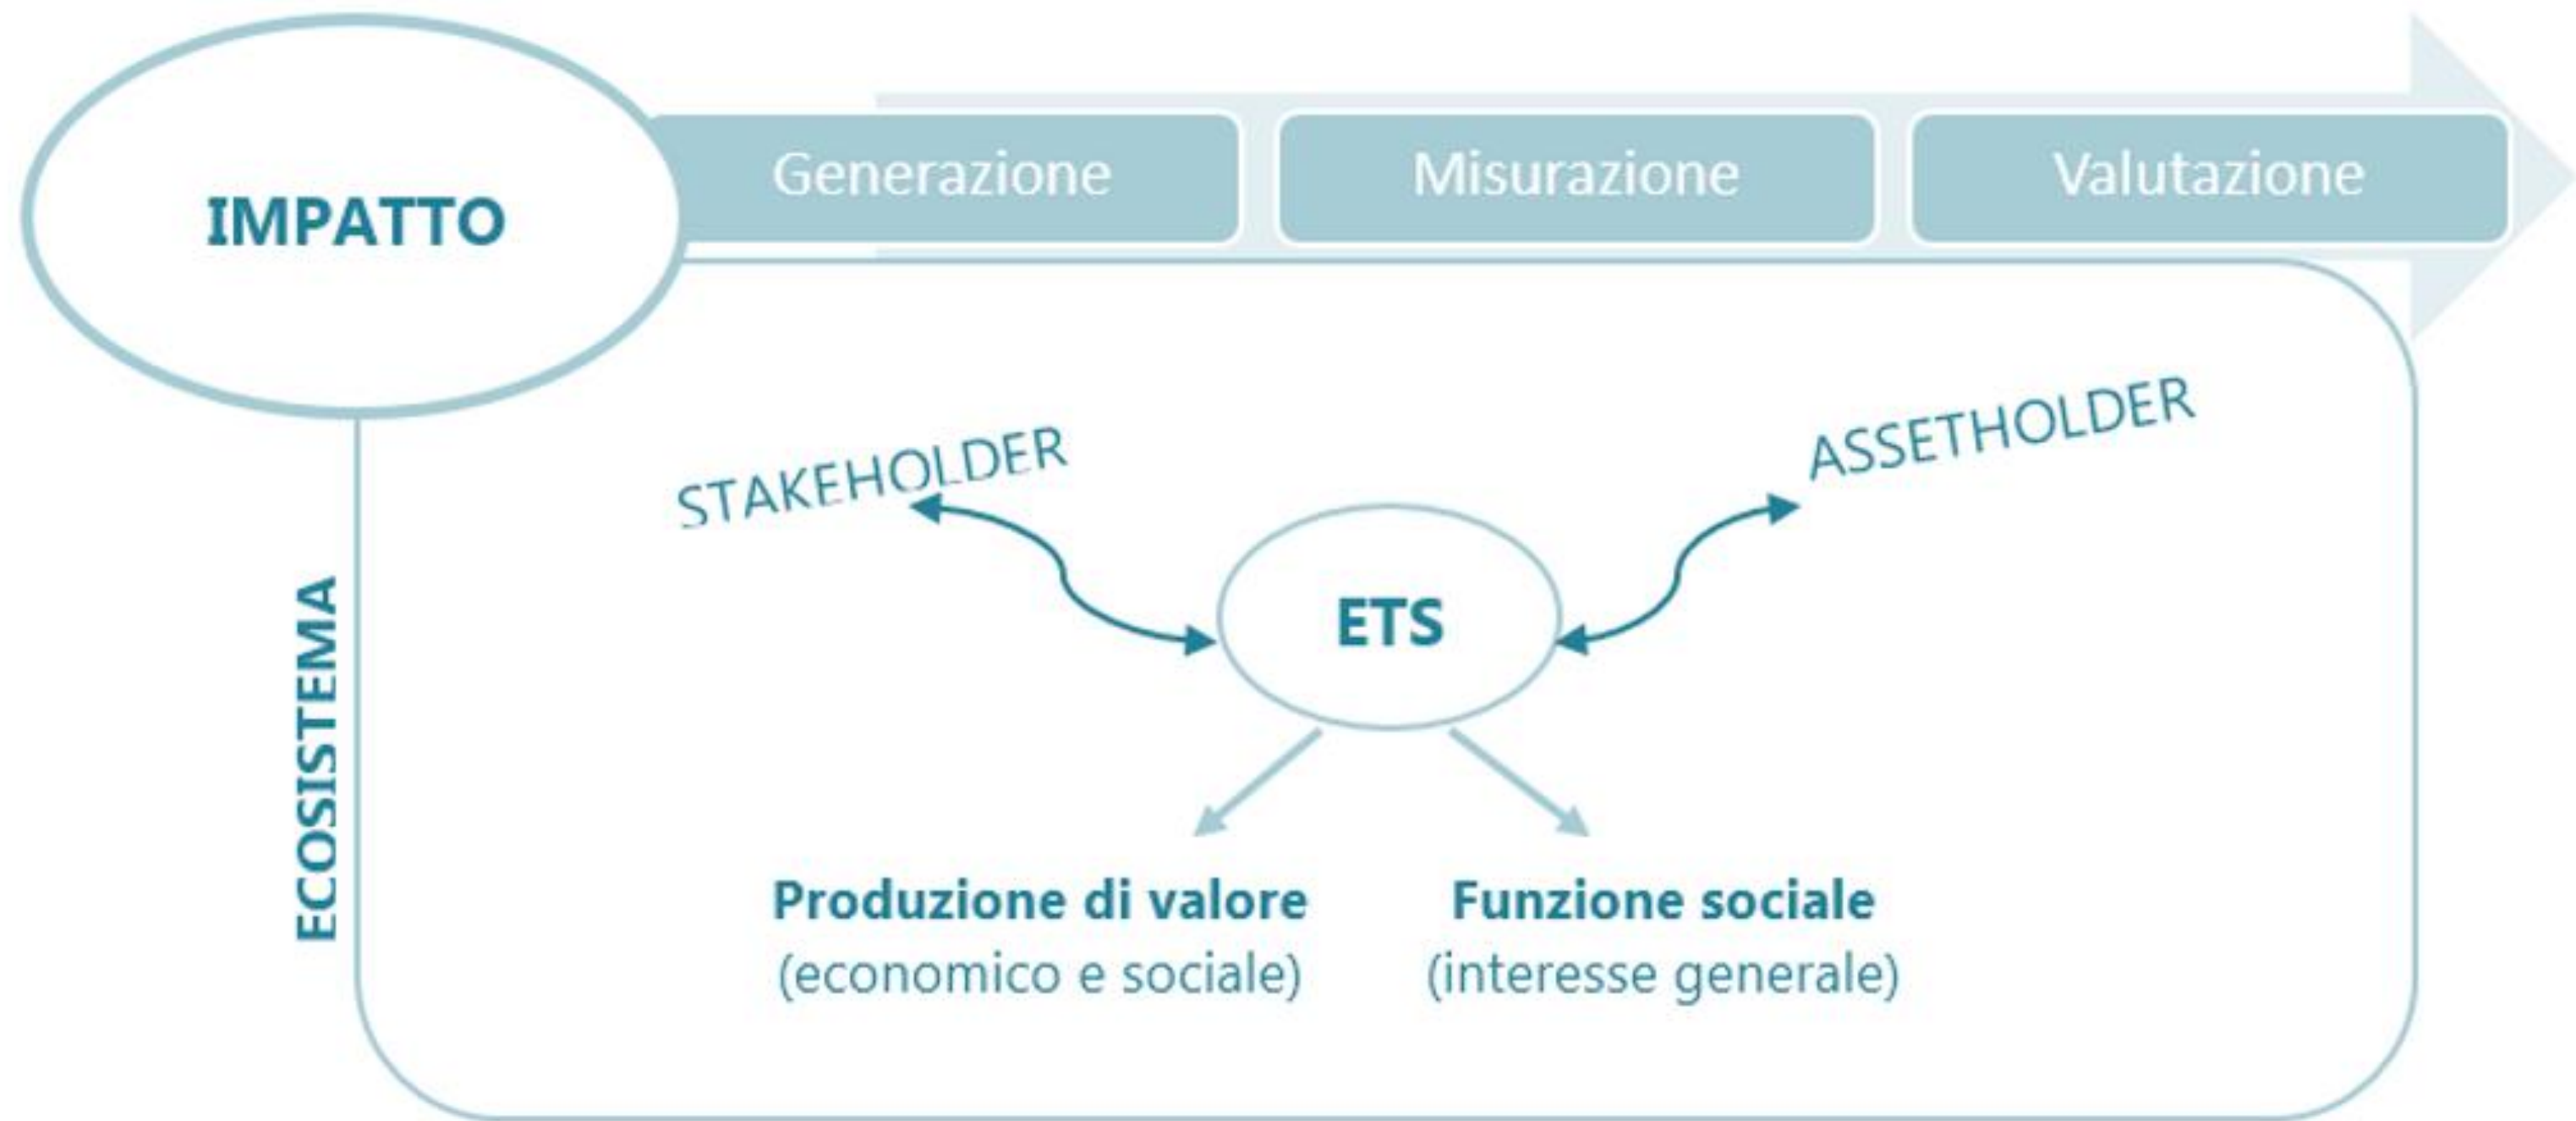 IMPATTO
Generazione
Misurazione
Valutazione
STAKEHOLDER
ASSETHOLDER
ETS
ECOSISTEMA
Produzione di valore
(economico e sociale)
Funzione sociale
(interesse generale)